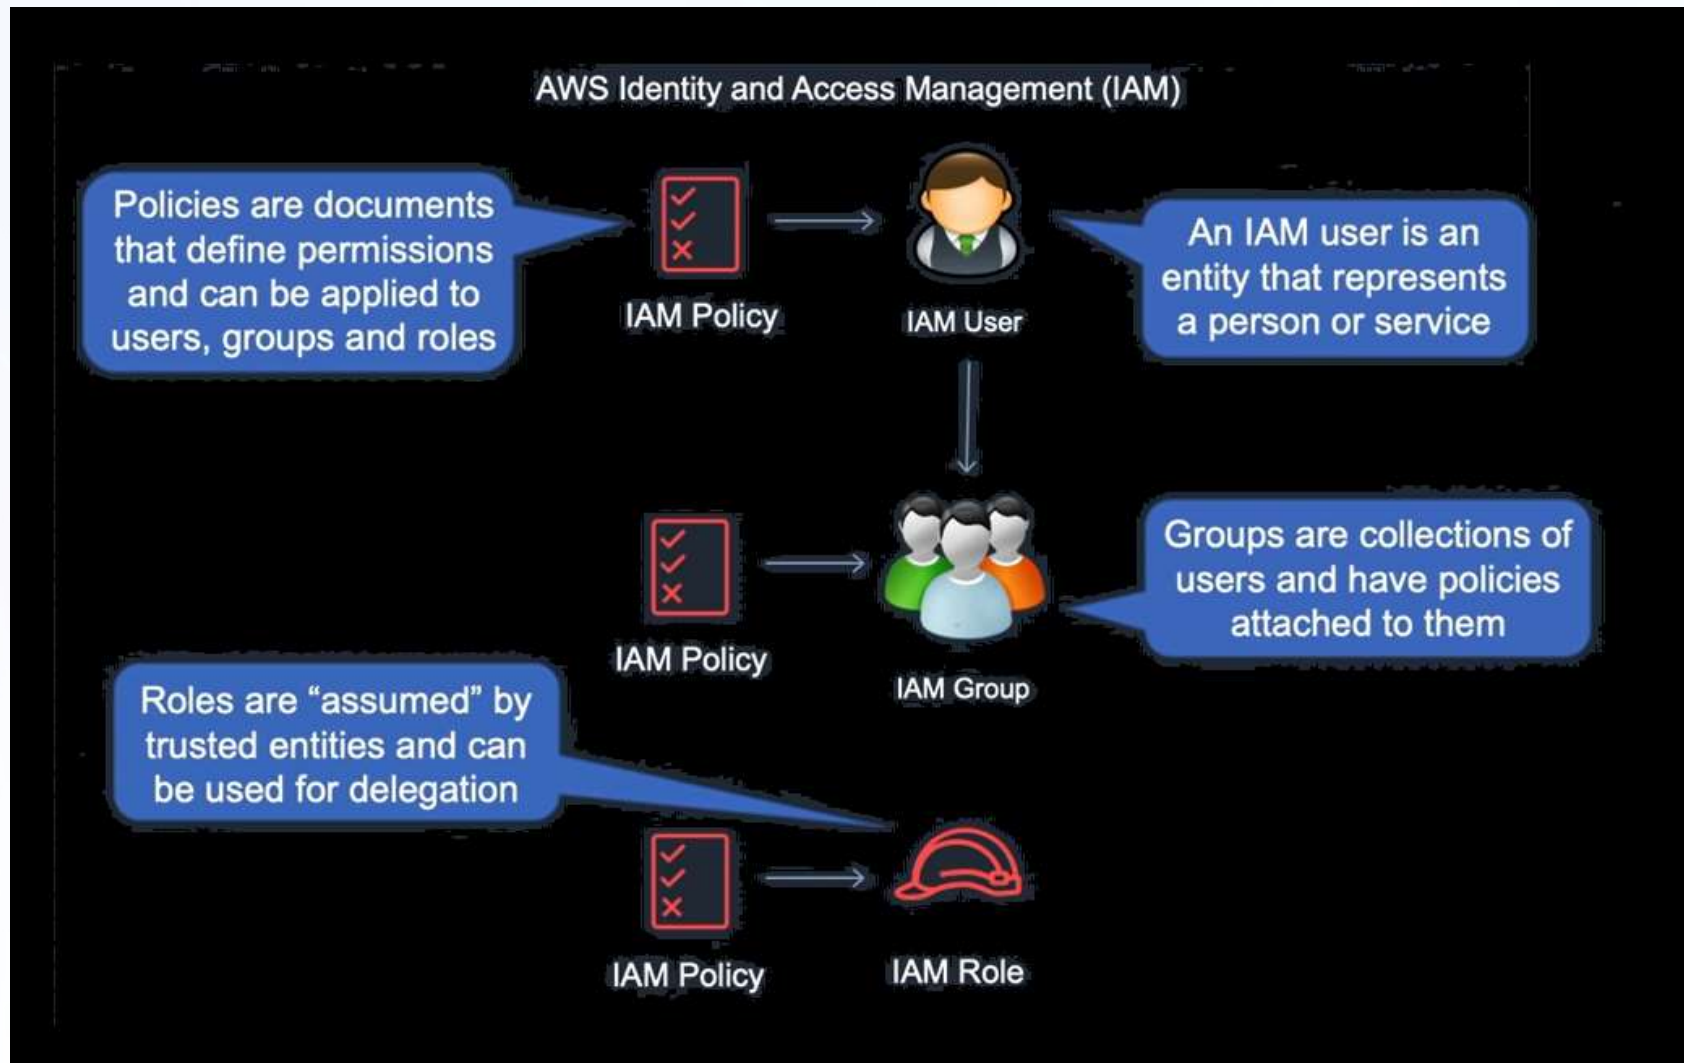 AWS Identity and Access Management (IAM)
Policies are documents
that define permissions
and can be applied to
users, groups and roles
IAM Policy
IAM User
An IAM user is an
entity that represents
a person or service
IAM Policy
IAM Group
Groups are collections of
users and have policies
attached to them
Roles are “assumed” by
trusted entities and can
be used for delegation
IAM Policy
IAM Role